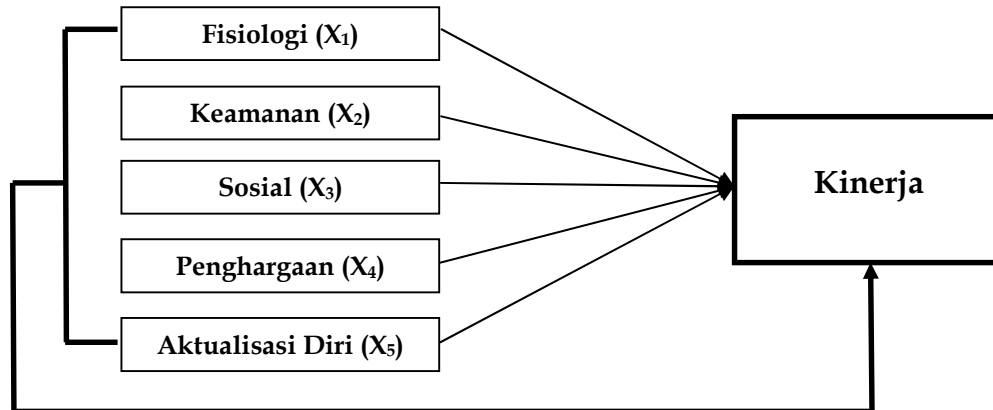 Fisiologi (X₁)
Keamanan (X₂)
Sosial (X₃)
Penghargaan (X₄)
Aktualisasi Diri (X₅)
Kinerja